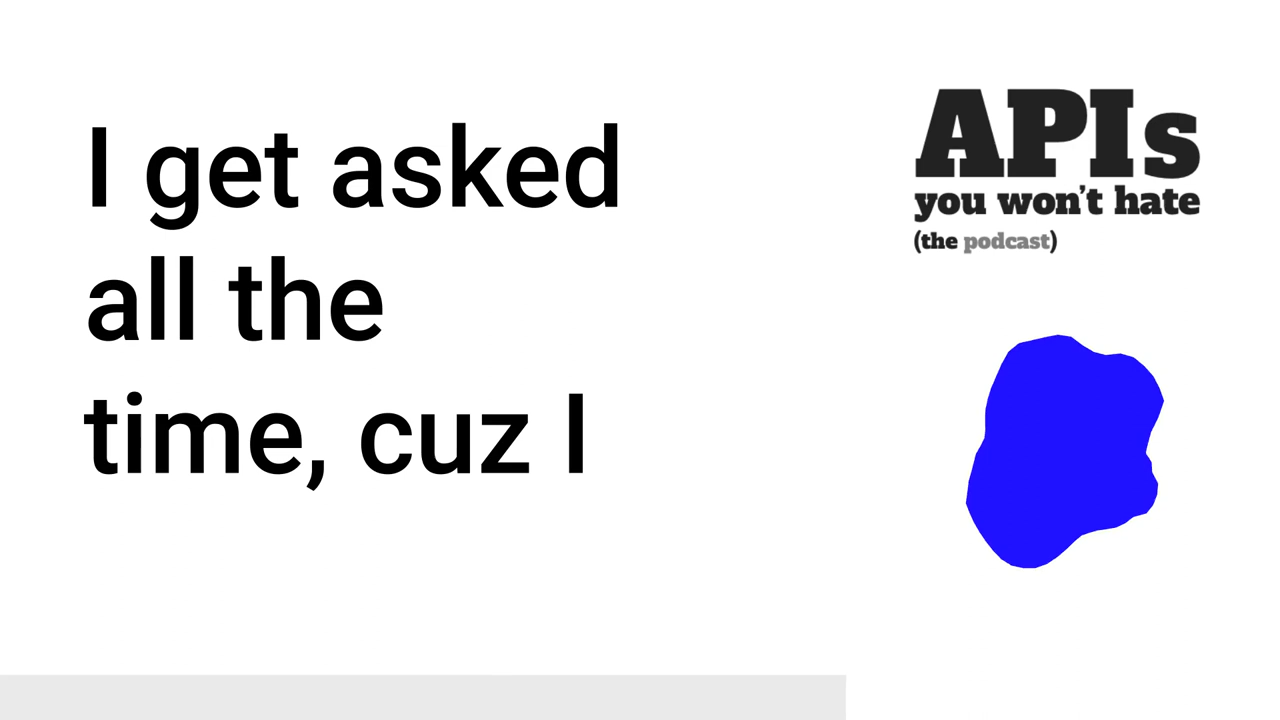 I get asked
all the
time, cuz I
APIs
you won't hate
(the podcast)